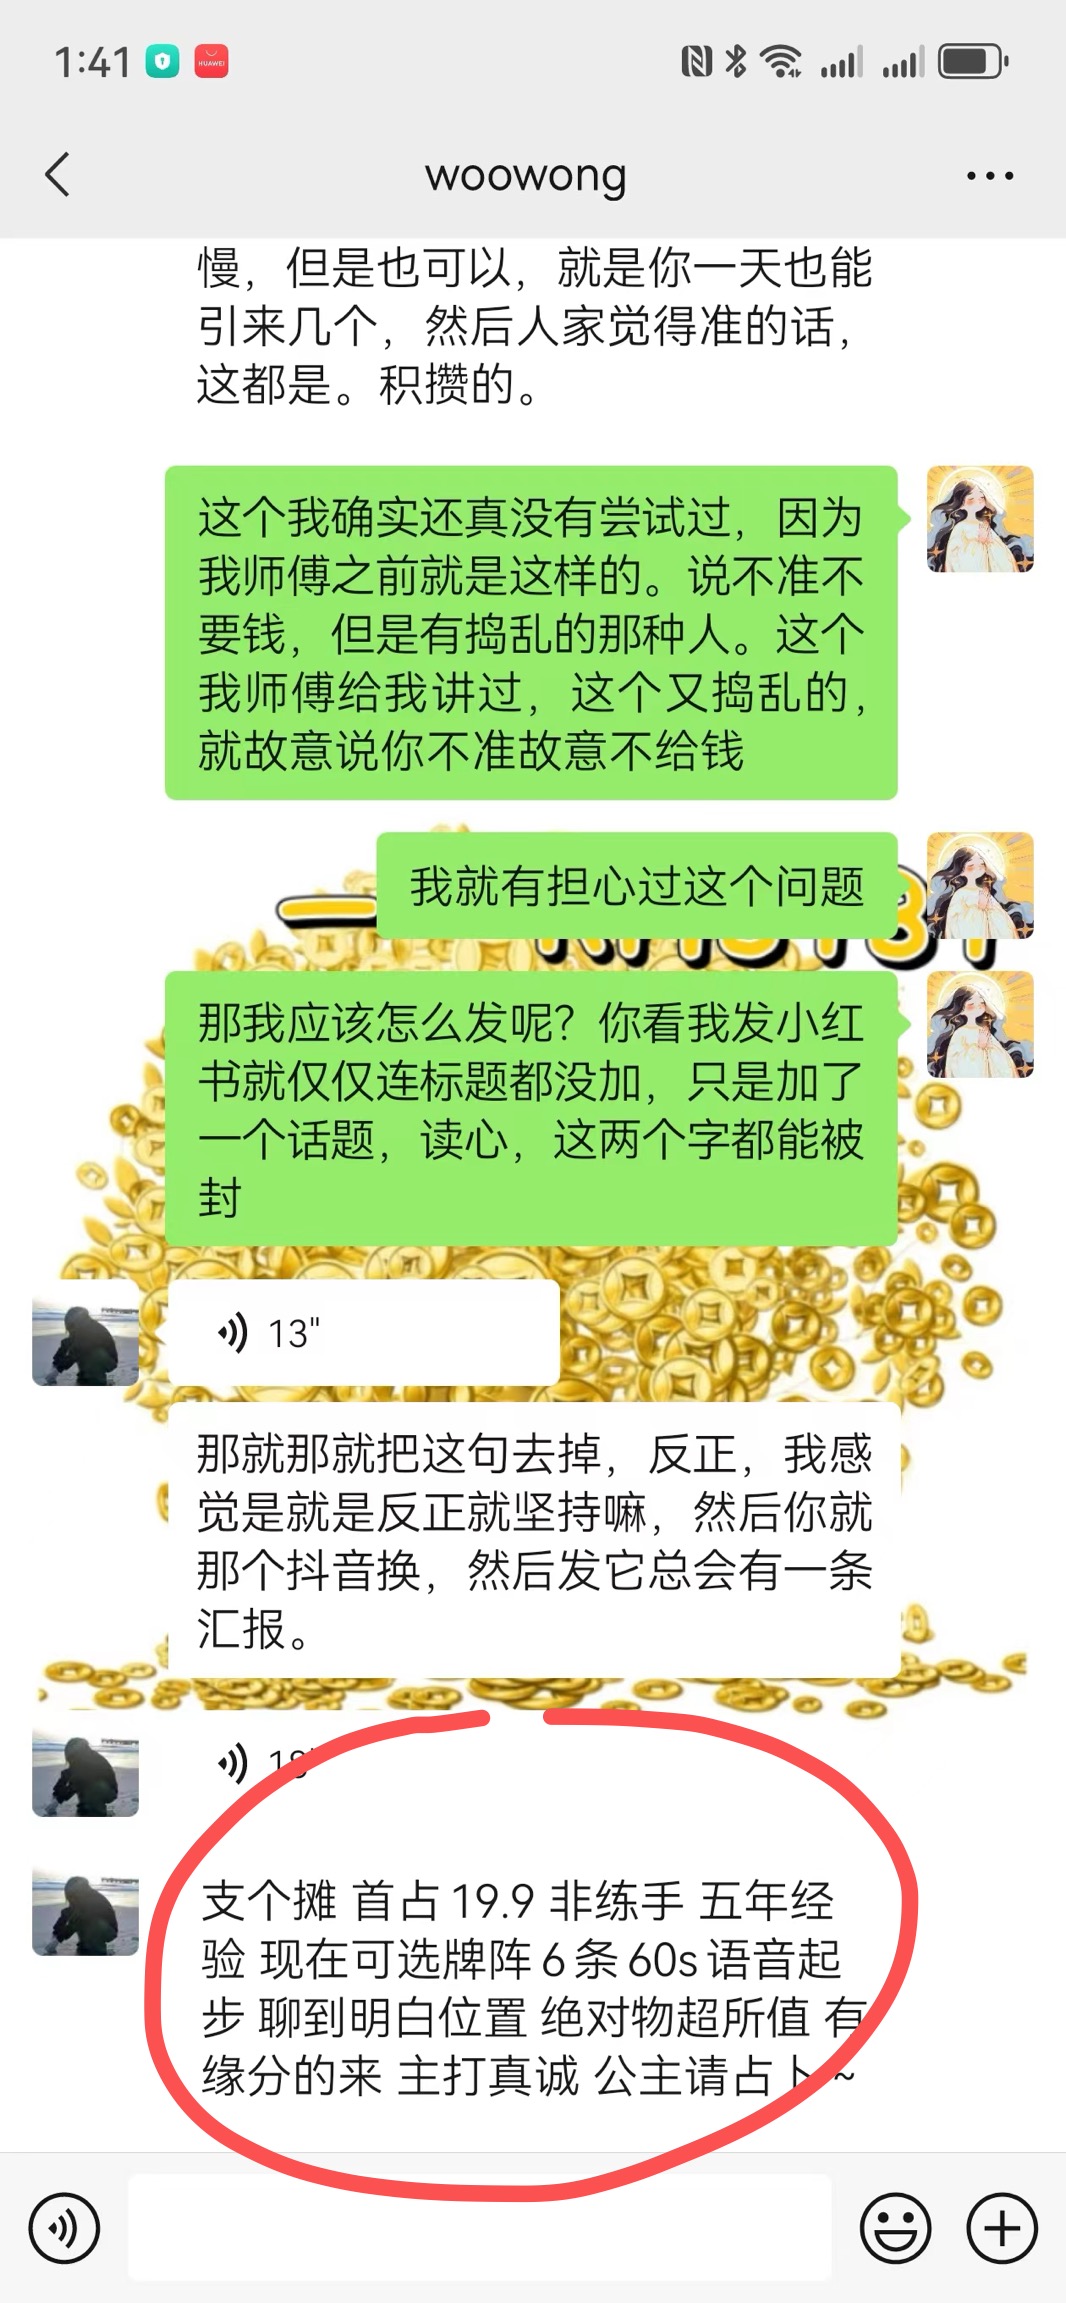 1:41
HUAWEI
woowong
慢，但是也可以，就是你一天也能
引来几个，然后人家觉得准的话，
这都是。积攒的。
这个我确实还真没有尝试过，因为
我师傅之前就是这样的。说不准不
要钱，但是有捣乱的那种人。这个
我师傅给我讲过，这个又捣乱的，
就故意说你不准故意不给钱
我就有担心过这个问题
那我应该怎么发呢？你看我发小红
书就仅仅连标题都没加，只是加了
一个话题，读心，这两个字都能被
封
13"
那就那就把这句去掉，反正，我感
觉是就是反正就坚持嘛，然后你就
那个抖音换，然后发它总会有一条
汇报。
18"
支个摊 首占 19.9 非练手 五年经
验 现在可选牌阵 6 条 60s 语音起
步 聊到明白位置 绝对物超所值 有
缘分的来 主打真诚 公主请占卜 ~